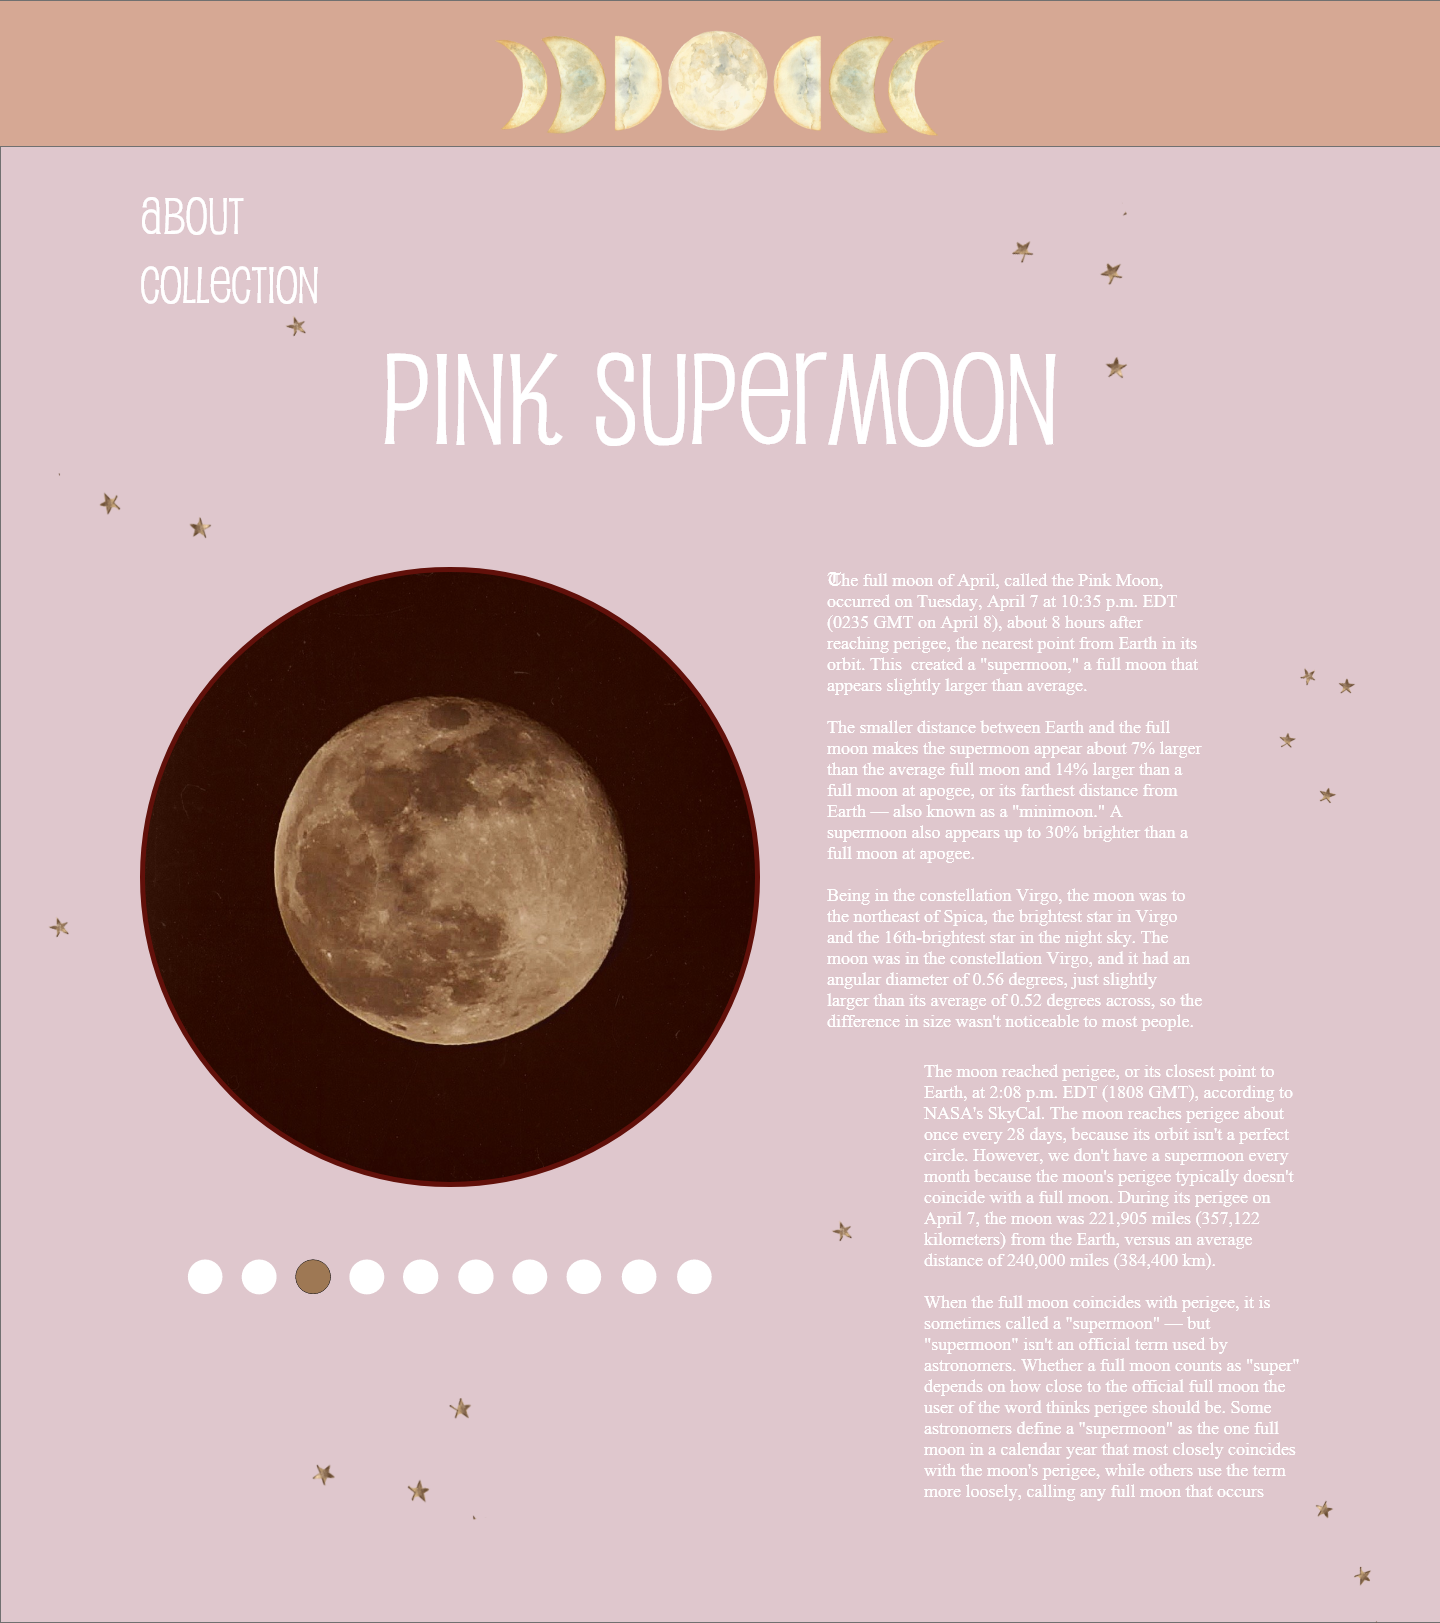 aBOUT
COLLeCTION
PINK SUPerMOON
The full moon of April, called the Pink Moon,
occurred on Tuesday, April 7 at 10:35 p.m. EDT
(0235 GMT on April 8), about 8 hours after
reaching perigee, the nearest point from Earth in its
orbit. This  created a "supermoon," a full moon that
appears slightly larger than average.
The smaller distance between Earth and the full
moon makes the supermoon appear about 7% larger
than the average full moon and 14% larger than a
full moon at apogee, or its farthest distance from
Earth — also known as a "minimoon." A
supermoon also appears up to 30% brighter than a
full moon at apogee.
Being in the constellation Virgo, the moon was to
the northeast of Spica, the brightest star in Virgo
and the 16th-brightest star in the night sky. The
moon was in the constellation Virgo, and it had an
angular diameter of 0.56 degrees, just slightly
larger than its average of 0.52 degrees across, so the
difference in size wasn't noticeable to most people.
The moon reached perigee, or its closest point to
Earth, at 2:08 p.m. EDT (1808 GMT), according to
NASA's SkyCal. The moon reaches perigee about
once every 28 days, because its orbit isn't a perfect
circle. However, we don't have a supermoon every
month because the moon's perigee typically doesn't
coincide with a full moon. During its perigee on
April 7, the moon was 221,905 miles (357,122
kilometers) from the Earth, versus an average
distance of 240,000 miles (384,400 km).
When the full moon coincides with perigee, it is
sometimes called a "supermoon" — but
"supermoon" isn't an official term used by
astronomers. Whether a full moon counts as "super"
depends on how close to the official full moon the
user of the word thinks perigee should be. Some
astronomers define a "supermoon" as the one full
moon in a calendar year that most closely coincides
with the moon's perigee, while others use the term
more loosely, calling any full moon that occurs